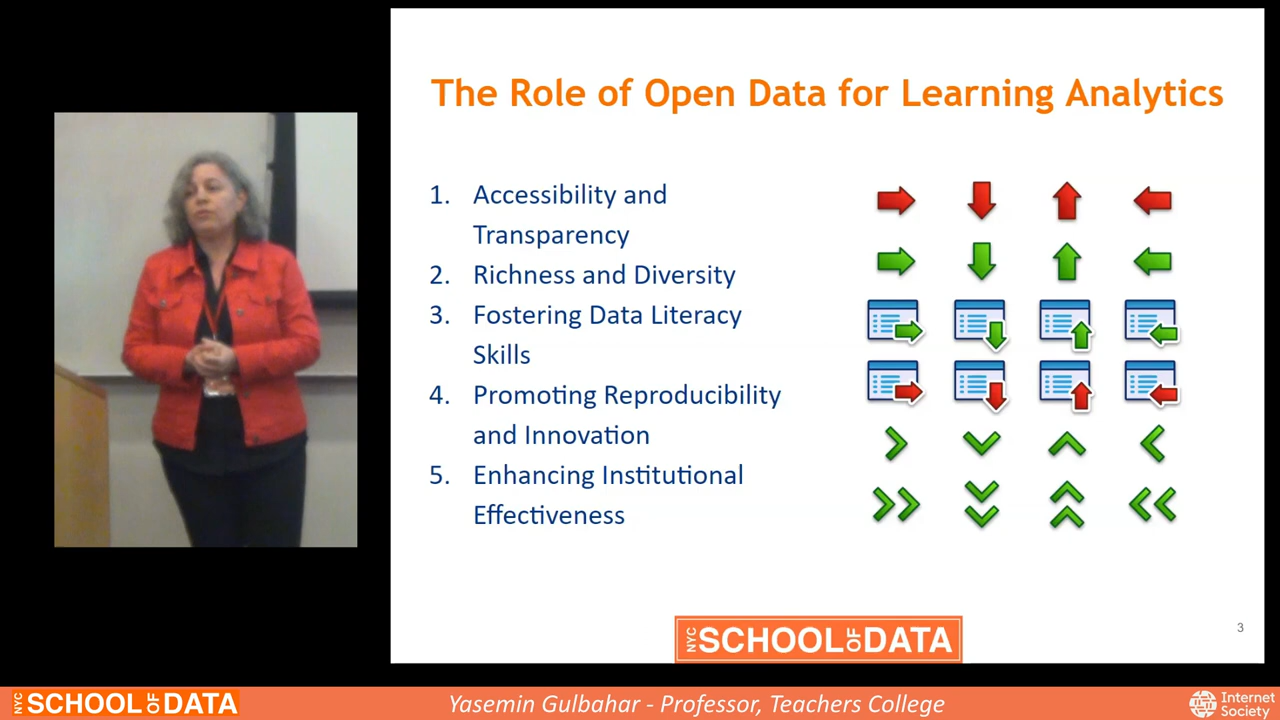 The Role of Open Data for Learning Analytics
1. Accessibility and
Transparency
2. Richness and Diversity
3. Fostering Data Literacy
Skills
4. Promoting Reproducibility
and Innovation
5. Enhancing Institutional
Effectiveness
NYC SCHOOL OF DATA
3
NYC SCHOOL OF DATA
Yasemin Gulbahar - Professor, Teachers College
Internet
Society